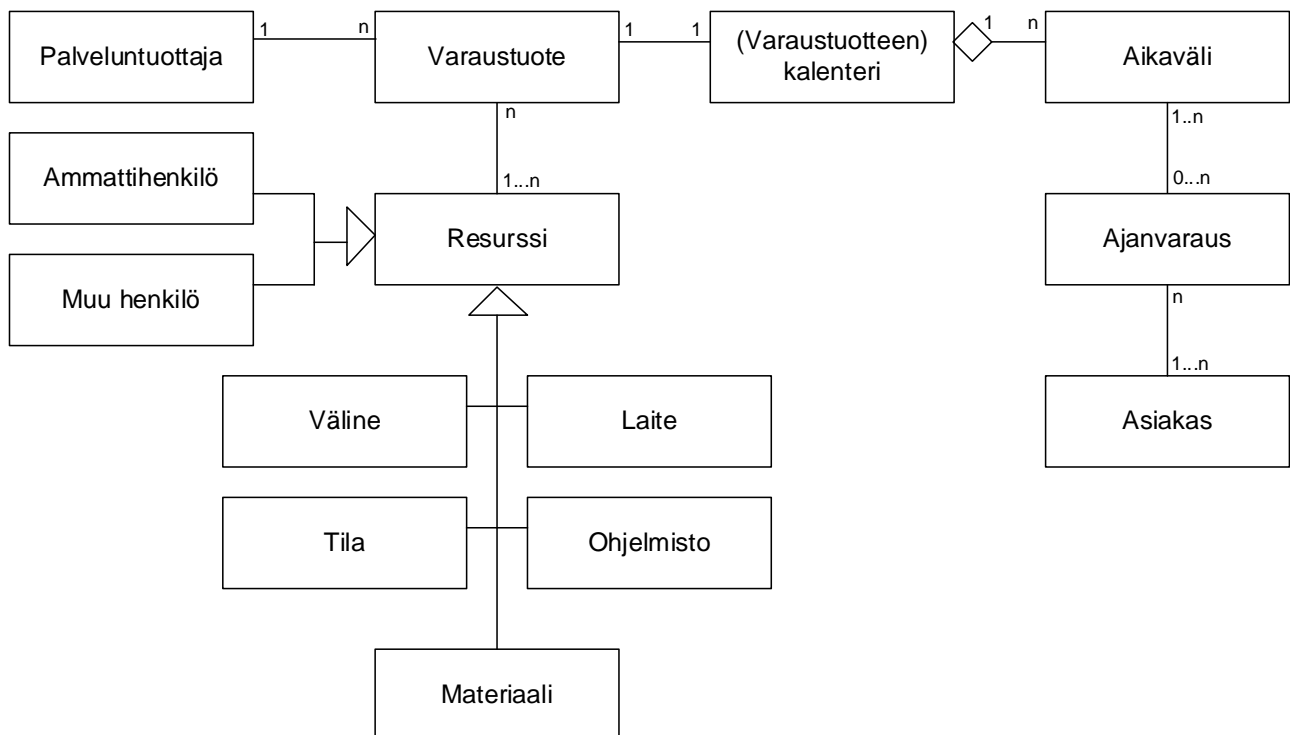 Palveluntuottaja
1
n
Varaustuote
1
1
(Varaustuotteen)
kalenteri
1
n
Aikaväli
n
1..n
Ammattihenkilö
1...n
0...n
Resurssi
Ajanvaraus
Muu henkilö
n
1...n
Väline
Laite
Asiakas
Tila
Ohjelmisto
Materiaali